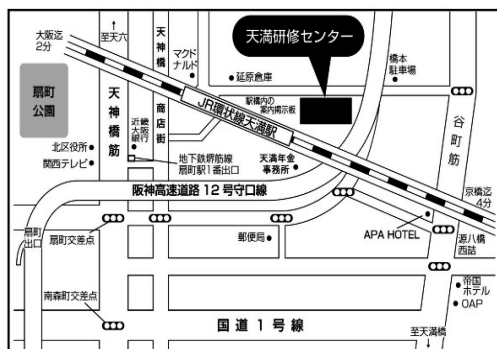 大阪迄
2分
↑
至天六
天神橋
商店街
マクド
ナルド
天満研修センター
延原倉庫
橋本
駐車場
扇町
公園
天神橋筋
駅構内の
案内掲示板
JR環状線天満駅
谷町筋
近畿
大阪
銀行
北区役所
関西テレビ
地下鉄堺筋線
扇町駅1番出口
天満年金
事務所
阪神高速道路12号守口線
京橋迄
4分
扇町
出口
扇町交差点
郵便局
APA HOTEL
源八橋
西詰
南森町交差点
帝国
ホテル
OAP
国道1号線
至天満橋
↓